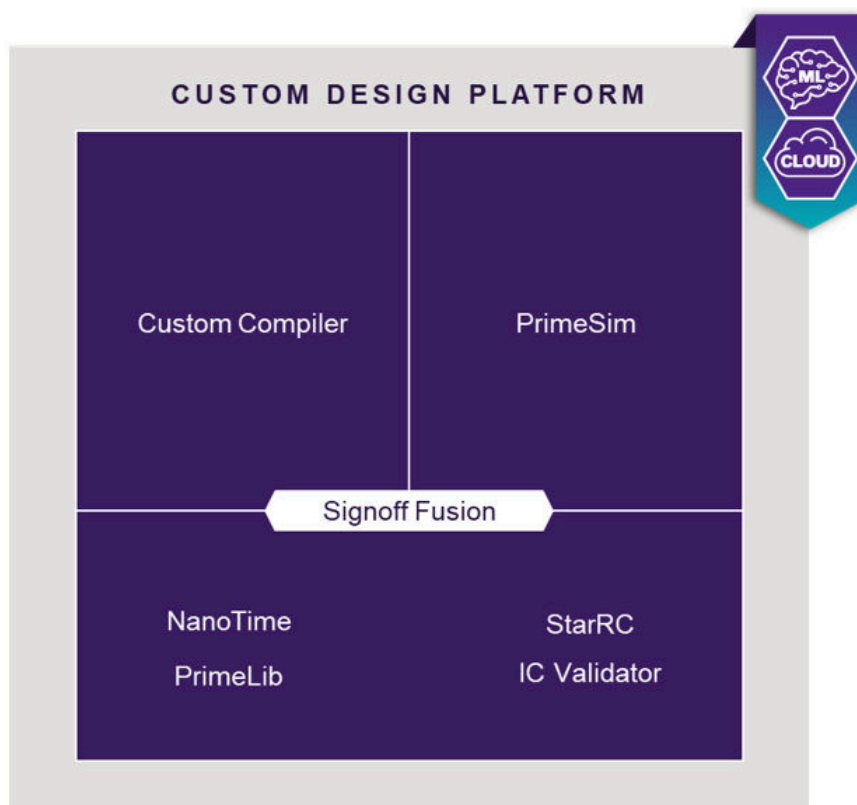 CUSTOM DESIGN PLATFORM
ML
CLOUD
Custom Compiler
PrimeSim
Signoff Fusion
NanoTime
StarRC
PrimeLib
IC Validator